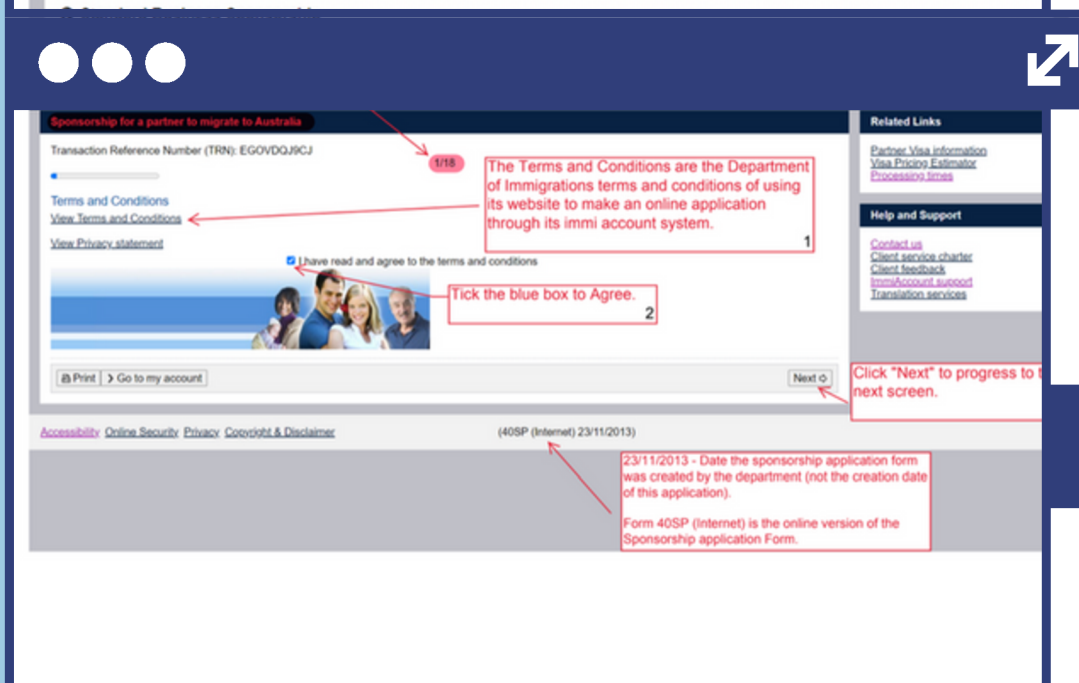 Sponsorship for a partner to migrate to Australia
Transaction Reference Number (TRN): EGOVDQJ9CJ
1/18
Terms and Conditions
View Terms and Conditions
View Privacy statement
I have read and agree to the terms and conditions
The Terms and Conditions are the Department
of Immigrations terms and conditions of using
its website to make an online application
through its immi account system.
1
Tick the blue box to Agree.
2
Print
Go to my account
Next
Related Links
Partner Visa information
Visa Pricing Estimator
Processing times
Help and Support
Contact us
Client service charter
Client feedback
ImmiAccount support
Translation services
Click "Next" to progress to
next screen.
Accessibility Online Security Privacy Copyright & Disclaimer
(40SP (Internet) 23/11/2013)
23/11/2013 - Date the sponsorship application form
was created by the department (not the creation date
of this application).
Form 40SP (Internet) is the online version of the
Sponsorship application Form.